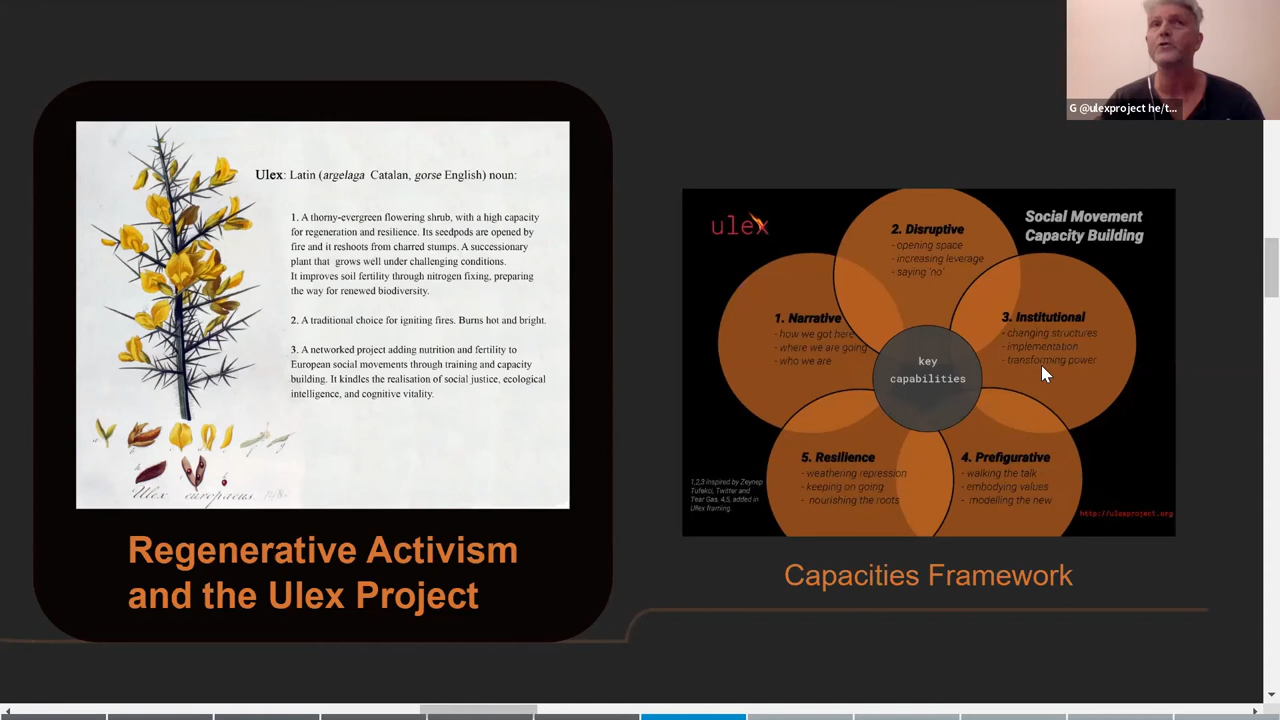 G @ulexproject he/t...
Ulex: Latin (argelaga Catalan, gorse English) noun:
1. A thorny-evergreen flowering shrub, with a high capacity
for regeneration and resilience. Its seedpods are opened by
fire and it reshoots from charred stumps. A successionary
plant that grows well under challenging conditions.
It improves soil fertility through nitrogen fixing, preparing
the way for renewed biodiversity.
2. A traditional choice for igniting fires. Burns hot and bright.
3. A networked project adding nutrition and fertility to
European social movements through training and capacity
building. It kindles the realisation of social justice, ecological
intelligence, and cognitive vitality.
Ulex europaeus
Regenerative Activism
and the Ulex Project
ulex
Social Movement
Capacity Building
1. Narrative
- how we got here
- where we are going
- who we are
2. Disruptive
- opening space
- increasing leverage
- saying 'no'
3. Institutional
- changing structures
- implementation
- transforming power
4. Prefigurative
- walking the talk
- embodying values
- modelling the new
5. Resilience
- weathering repression
- keeping on going
- nourishing the roots
key
capabilities
1,2,3 inspired by Zeynep
Tufekci, Twitter and
Tear Gas, 4,5, added in
Ulex framing.
http://ulexproject.org
Capacities Framework